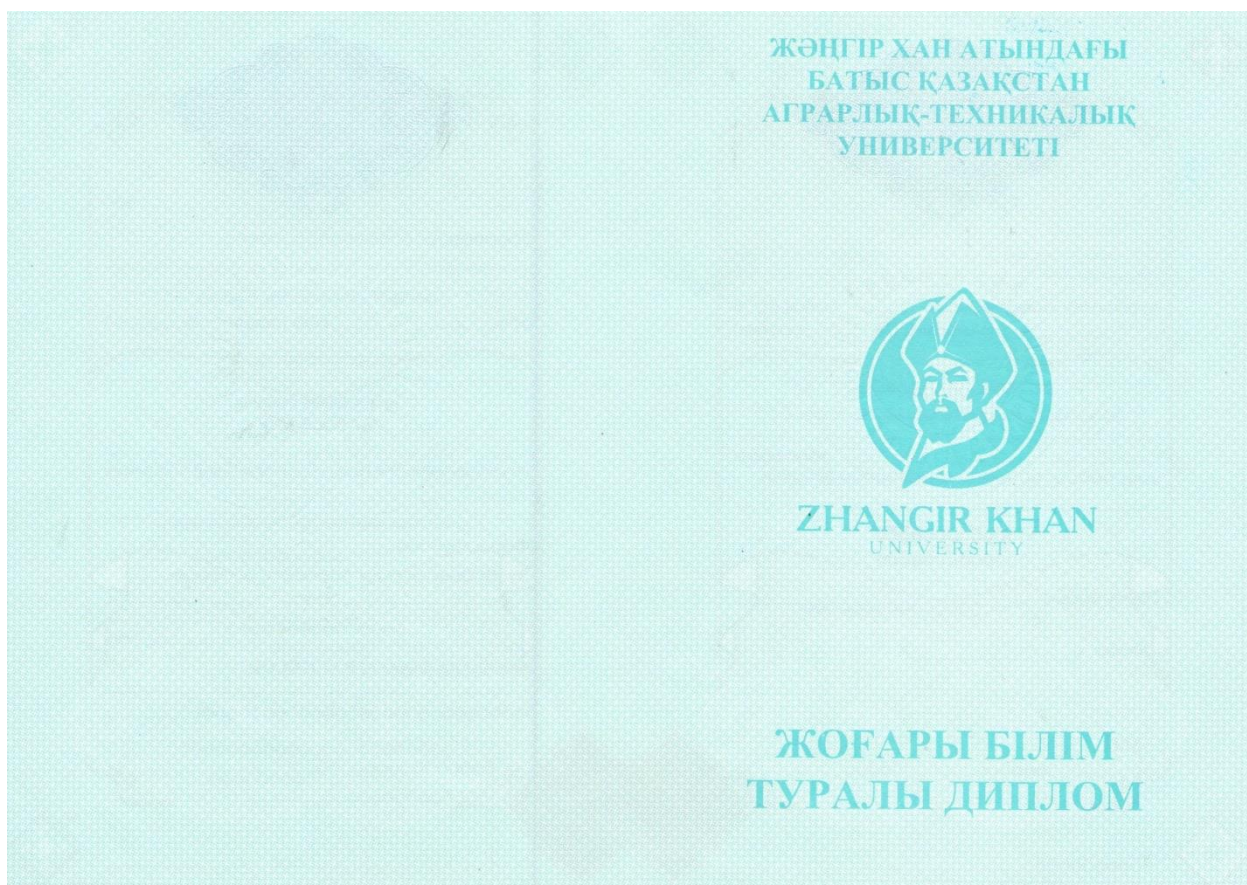 ЖӘҢГІР ХАН АТЫНДАҒЫ
БАТЫС ҚАЗАҚСТАН
АГРАРЛЫҚ-ТЕХНИКАЛЫҚ
УНИВЕРСИТЕТІ
ZHANGIR KHAN
UNIVERSITY
ЖОҒАРЫ БІЛІМ
ТУРАЛЫ ДИПЛОМ